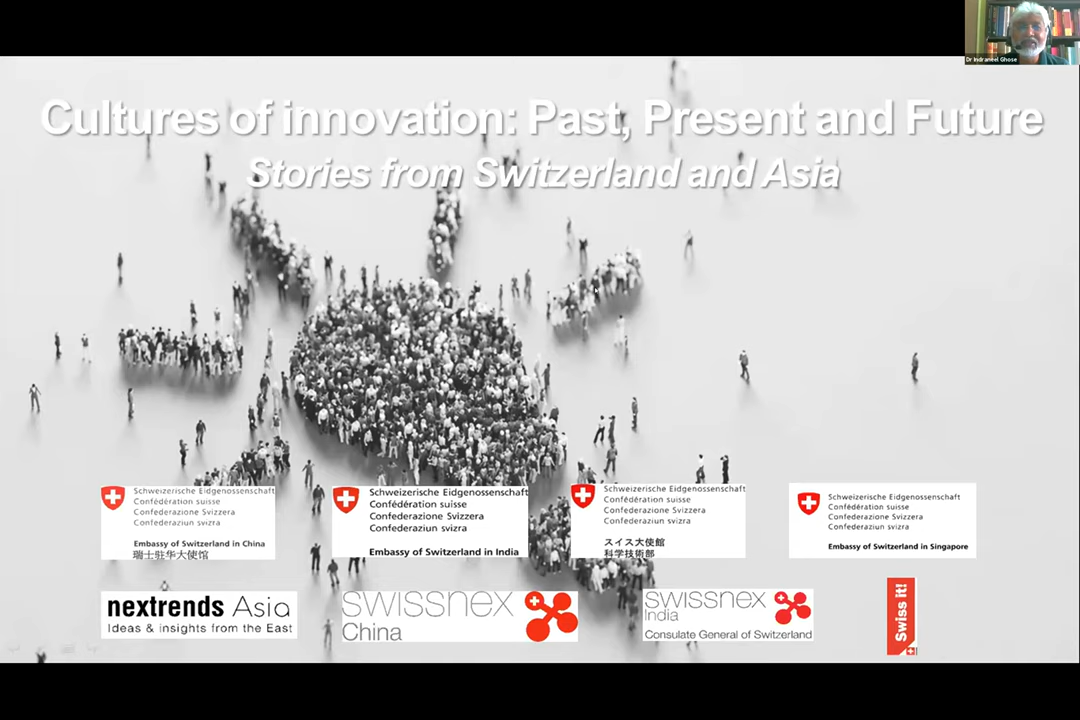 Dr Indraneel Ghose
Cultures of innovation: Past, Present and Future
Stories from Switzerland and Asia
Schweizerische Eidgenossenschaft
Confédération suisse
Confederazione Svizzera
Confederaziun svizra
Embassy of Switzerland in China
瑞士驻华大使馆
Schweizerische Eidgenossenschaft
Confédération suisse
Confederazione Svizzera
Confederaziun svizra
Embassy of Switzerland in India
Schweizerische Eidgenossenschaft
Confédération suisse
Confederazione Svizzera
Confederaziun svizra
スイス大使館
科学技術部
Schweizerische Eidgenossenschaft
Confédération suisse
Confederazione Svizzera
Confederaziun svizra
Embassy of Switzerland in Singapore
nextrends Asia
Ideas & insights from the East
swissnex
China
swissnex
India
Consulate General of Switzerland
Swiss it!